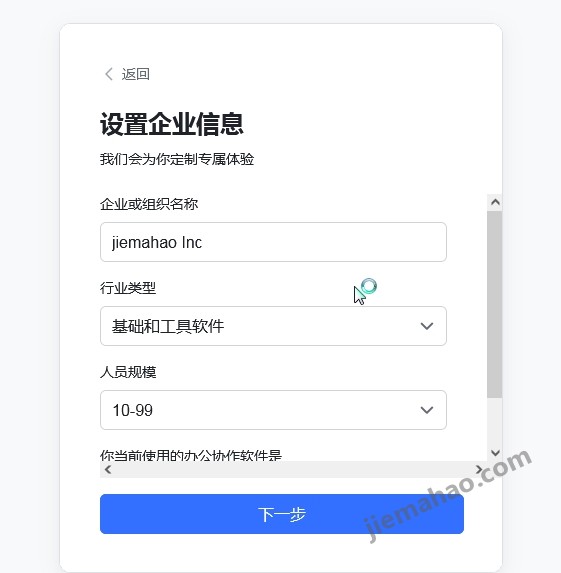 返回
设置企业信息
我们会为你定制专属体验
企业或组织名称
jiemahao Inc
行业类型
基础和工具软件
人员规模
10-99
你当前使用的办公协作软件是
下一步
jiemahao.com